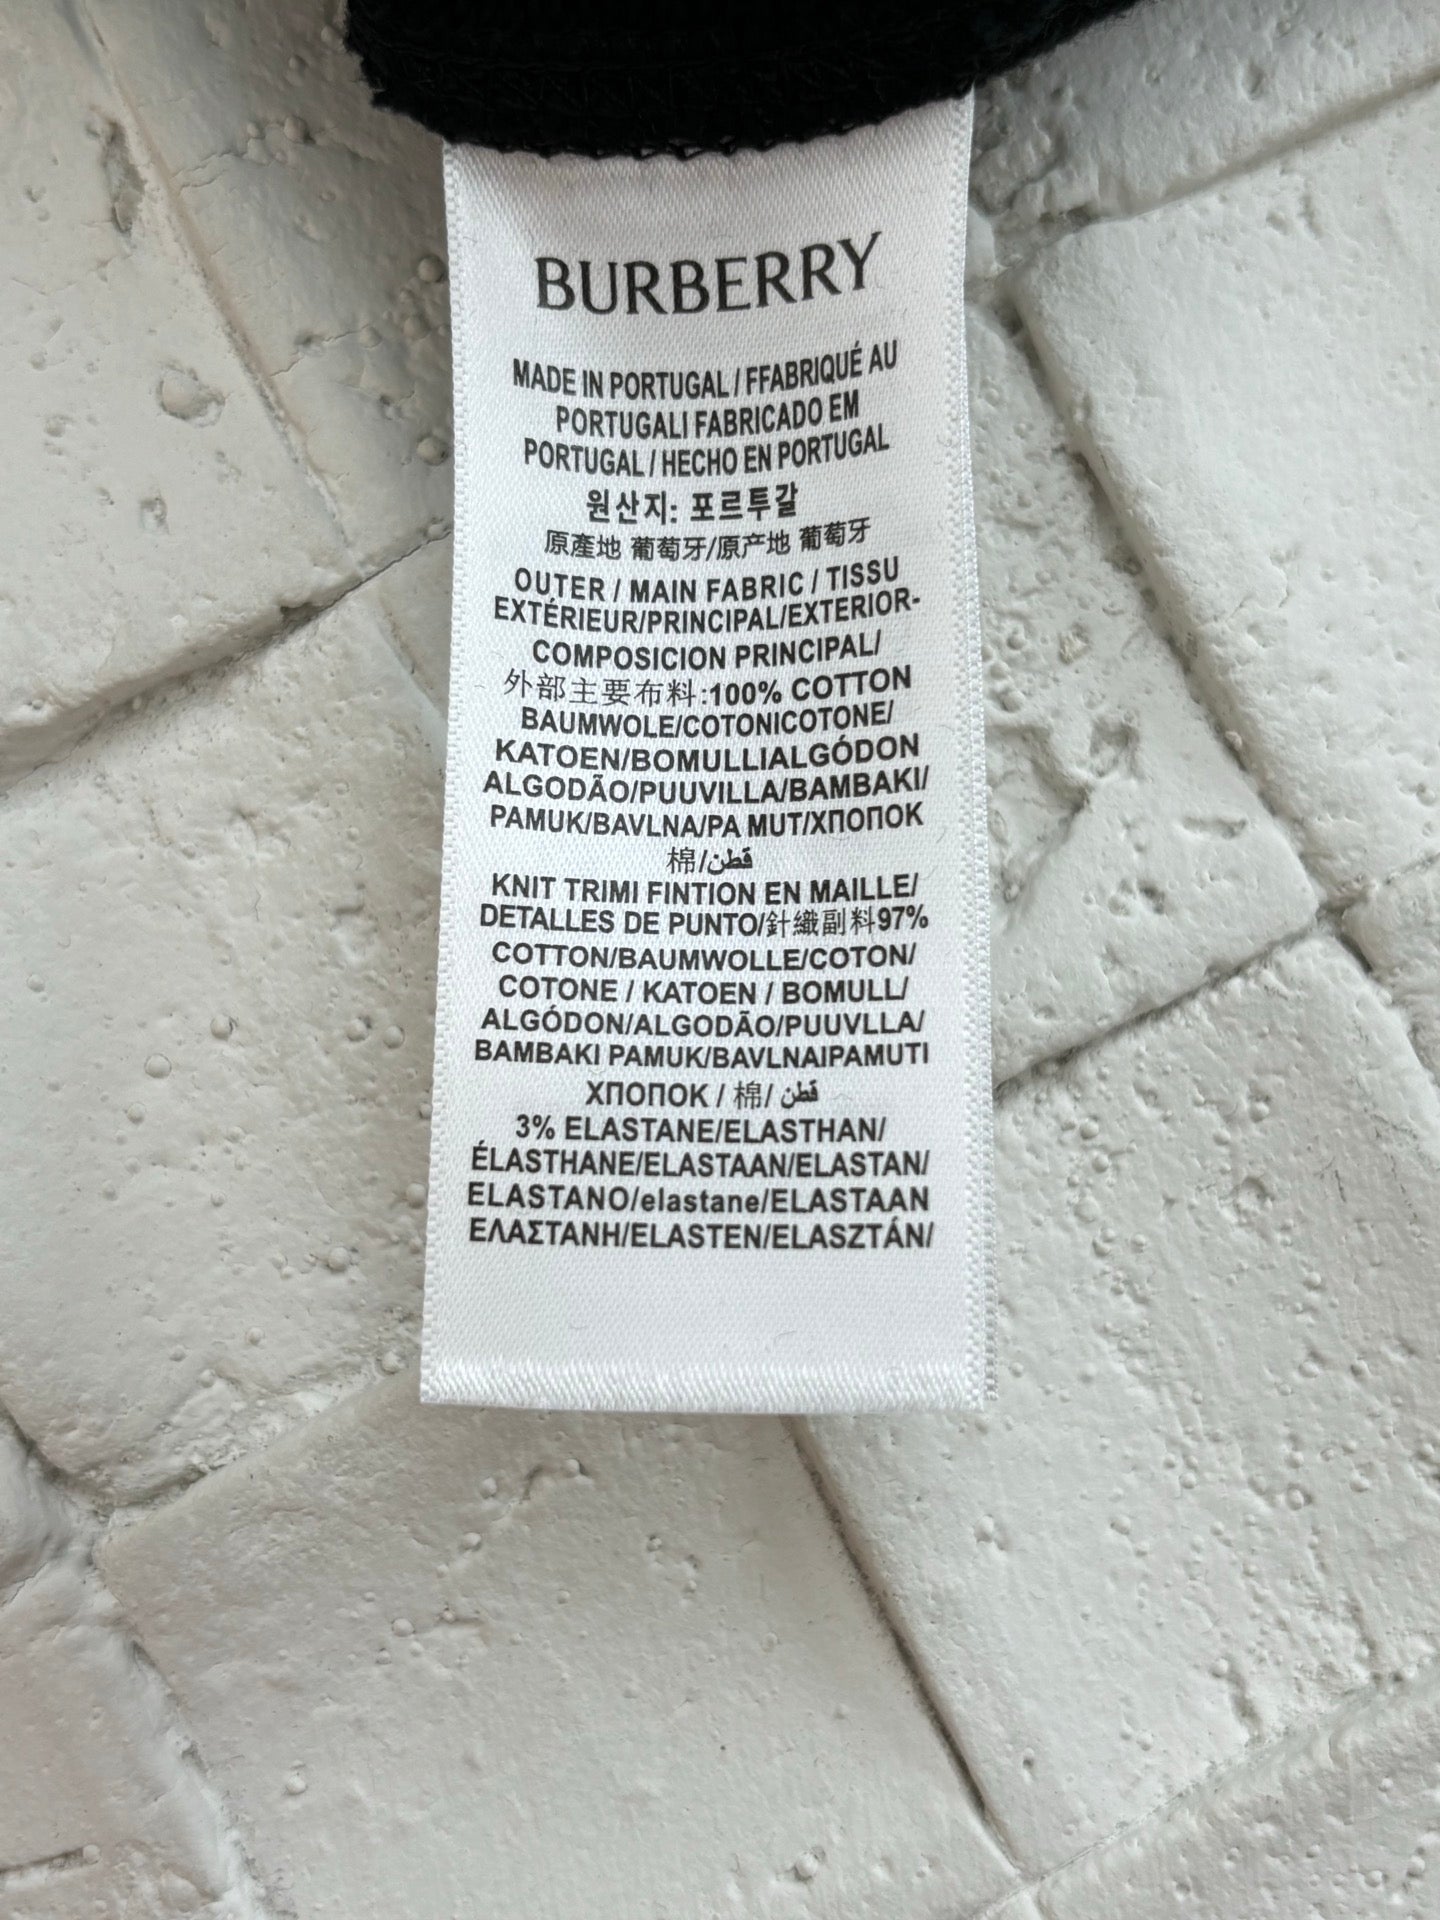 BURBERRY
MADE IN PORTUGAL / FFABRIQUÉ AU
PORTUGALI FABRICADO EM
PORTUGAL / HECHO EN PORTUGAL
원산지: 포르투갈
原產地 葡萄牙/原产地 葡萄牙
OUTER / MAIN FABRIC / TISSU
EXTÉRIEUR/PRINCIPAL/EXTERIOR-
COMPOSICION PRINCIPAL/
外部主要布料:100% COTTON
BAUMWOLE/COTONICOTONE/
KATOEN/BOMULLIALGÓDON
ALGODÃO/PUUVILLA/BAMBAKI/
PAMUK/BAVLNA/PA MUT/ХПОПОК
棉/قطن
KNIT TRIMI FINTION EN MAILLE/
DETALLES DE PUNTO/針織副料97%
COTTON/BAUMWOLLE/COTON/
COTONE / KATOEN / BOMULL/
ALGÓDON/ALGODÃO/PUUVLLA/
BAMBAKI PAMUK/BAVLNAIPAMUTI
ХПОПОК / 棉/ قطن
3% ELASTANE/ELASTHAN/
ÉLASTHANE/ELASTAAN/ELASTAN/
ELASTANO/elastane/ELASTAAN
ΕΛΑΣΤΑΝΗ/ELASTEN/ELASZTÁN/